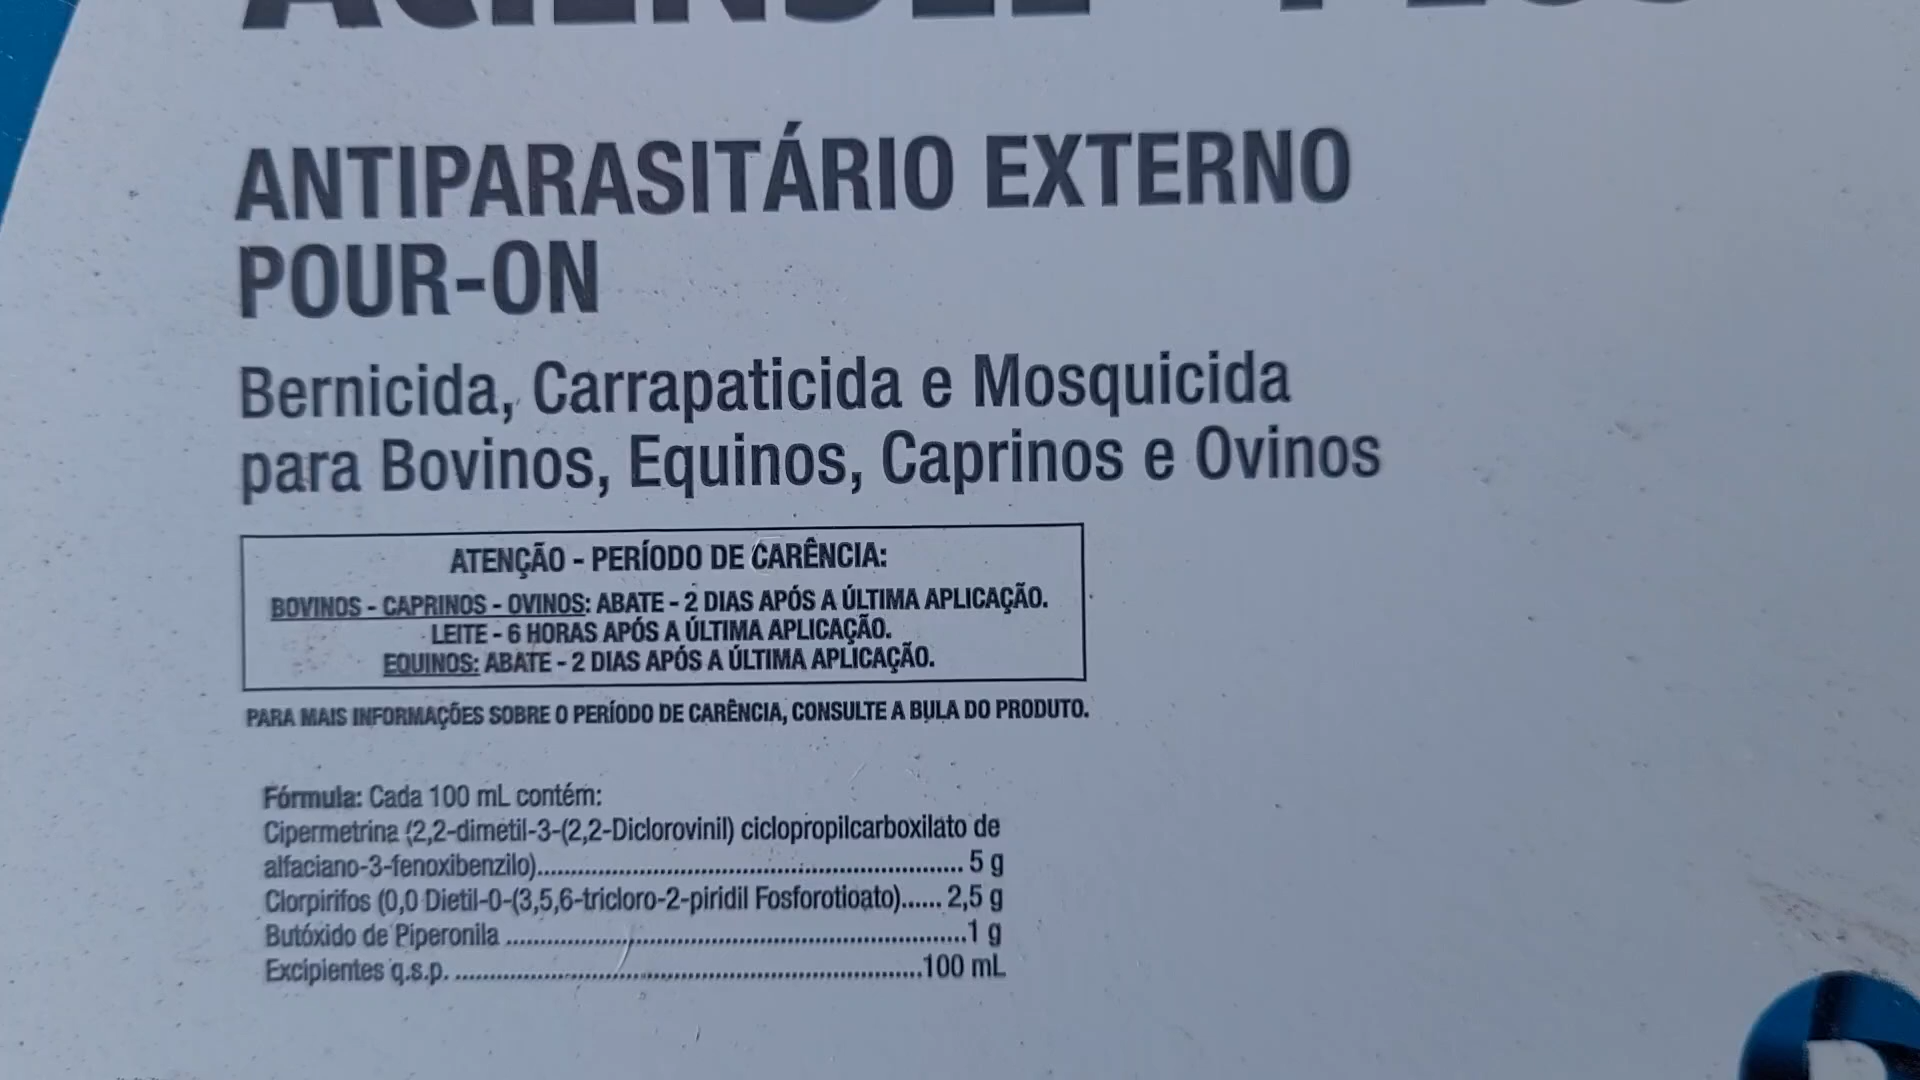 ANTIPARASITÁRIO EXTERNO
POUR-ON
Bernicida, Carrapaticida e Mosquicida
para Bovinos, Equinos, Caprinos e Ovinos
ATENÇÃO - PERÍODO DE CARÊNCIA:
BOVINOS - CAPRINOS - OVINOS: ABATE - 2 DIAS APÓS A ÚLTIMA APLICAÇÃO.
LEITE - 6 HORAS APÓS A ÚLTIMA APLICAÇÃO.
EQUINOS: ABATE - 2 DIAS APÓS A ÚLTIMA APLICAÇÃO.
PARA MAIS INFORMAÇÕES SOBRE O PERÍODO DE CARÊNCIA, CONSULTE A BULA DO PRODUTO.
Fórmula: Cada 100 mL contém:
Cipermetrina (2,2-dimetil-3-(2,2-Diclorovinil) ciclopropilcarboxilato de
alfaciano-3-fenoxibenzilo)........ 5 g
Clorpirifos (0,0 Dietil-0-(3,5,6-tricloro-2-piridil Fosforotioato)...... 2,5 g
Butóxido de Piperonila ........1 g
Excipientes q.s.p. ........100 mL